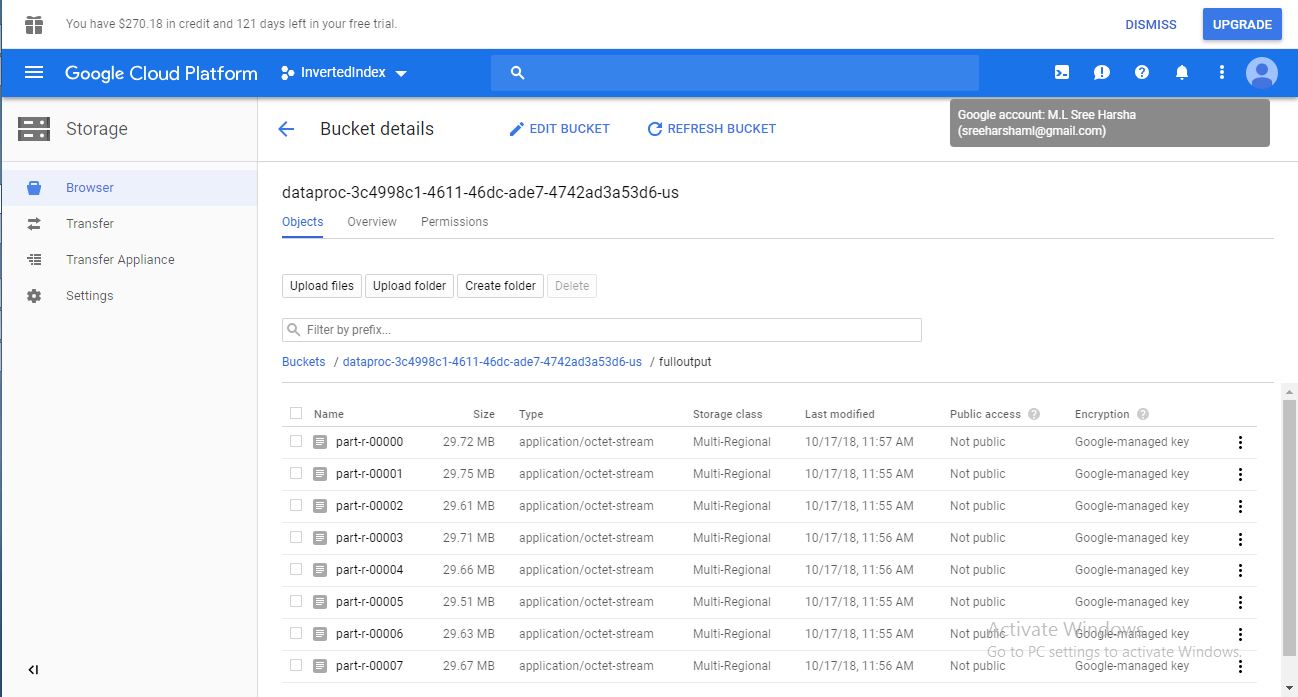 You have $270.18 in credit and 121 days left in your free trial.
DISMISS
UPGRADE
Google Cloud Platform
InvertedIndex
Google account: M.L Sree Harsha
(sreeharshaml@gmail.com)
Storage
Bucket details
EDIT BUCKET
REFRESH BUCKET
Browser
Transfer
Transfer Appliance
Settings
dataproc-3c4998c1-4611-46dc-ade7-4742ad3a53d6-us
Objects Overview Permissions
Upload files Upload folder Create folder Delete
Filter by prefix...
Buckets / dataproc-3c4998c1-4611-46dc-ade7-4742ad3a53d6-us / fulloutput
Name Size Type Storage class Last modified Public access Encryption
part-r-00000 29.72 MB application/octet-stream Multi-Regional 10/17/18, 11:57 AM Not public Google-managed key
part-r-00001 29.75 MB application/octet-stream Multi-Regional 10/17/18, 11:55 AM Not public Google-managed key
part-r-00002 29.61 MB application/octet-stream Multi-Regional 10/17/18, 11:55 AM Not public Google-managed key
part-r-00003 29.71 MB application/octet-stream Multi-Regional 10/17/18, 11:56 AM Not public Google-managed key
part-r-00004 29.66 MB application/octet-stream Multi-Regional 10/17/18, 11:56 AM Not public Google-managed key
part-r-00005 29.51 MB application/octet-stream Multi-Regional 10/17/18, 11:55 AM Not public Google-managed key
part-r-00006 29.63 MB application/octet-stream Multi-Regional 10/17/18, 11:55 AM Not public Google-managed key
part-r-00007 29.67 MB application/octet-stream Multi-Regional 10/17/18, 11:56 AM Not public Google-managed key
Activate Windows
Go to PC settings to activate Windows.